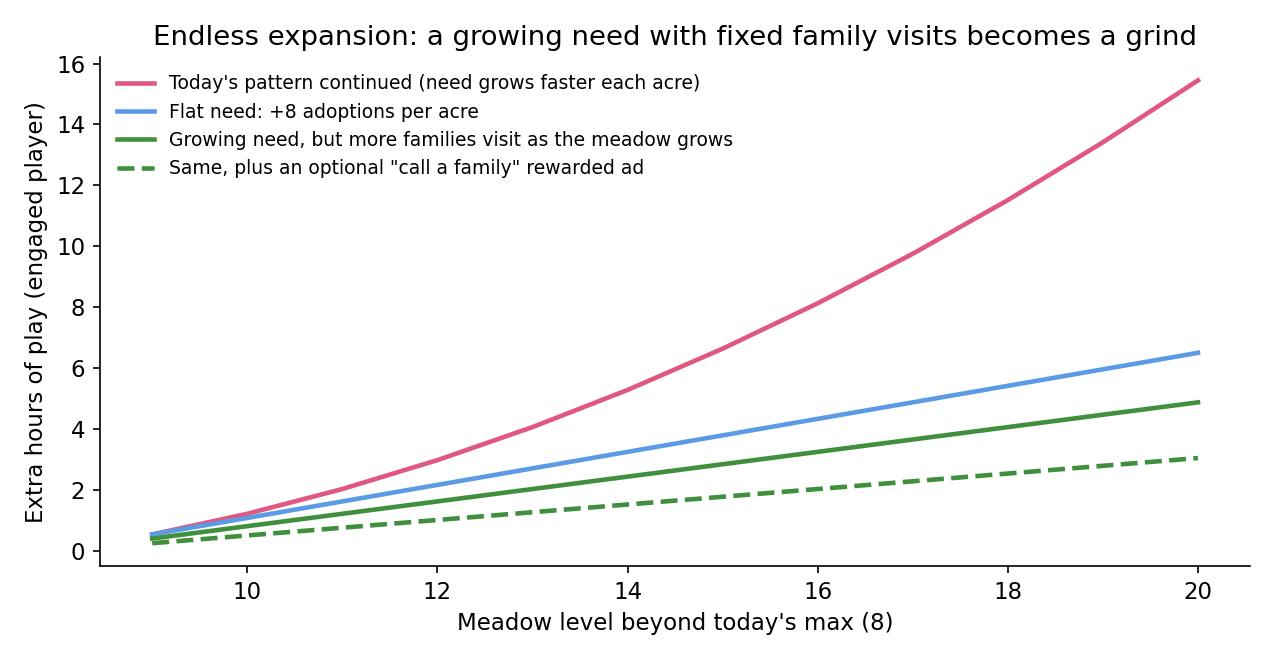 Endless expansion: a growing need with fixed family visits becomes a grind
Today's pattern continued (need grows faster each acre)
Flat need: +8 adoptions per acre
Growing need, but more families visit as the meadow grows
Same, plus an optional "call a family" rewarded ad
Extra hours of play (engaged player)
16
14
12
10
8
6
4
2
0
10 12 14 16 18 20
Meadow level beyond today's max (8)